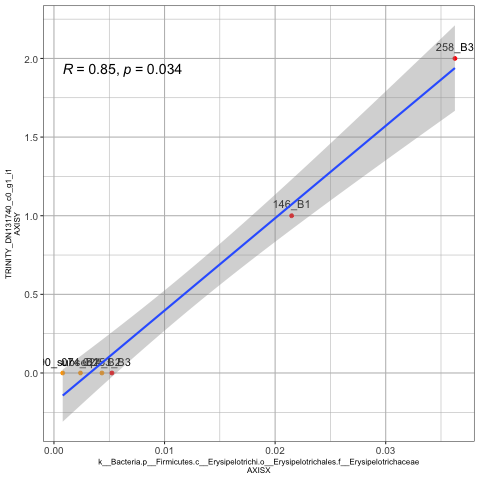 258_B3
R = 0.85, p = 0.034
146_B1
2.0
1.5
1.0
0.5
0.0
TRINITY_DN131740_c0_g1_i1
AXISY
0.00
0.01
0.02
0.03
k__Bacteria.p__Firmicutes.c__Erysipelotrichi.o__Erysipelotrichales.f__Erysipelotrichaceae
AXISX